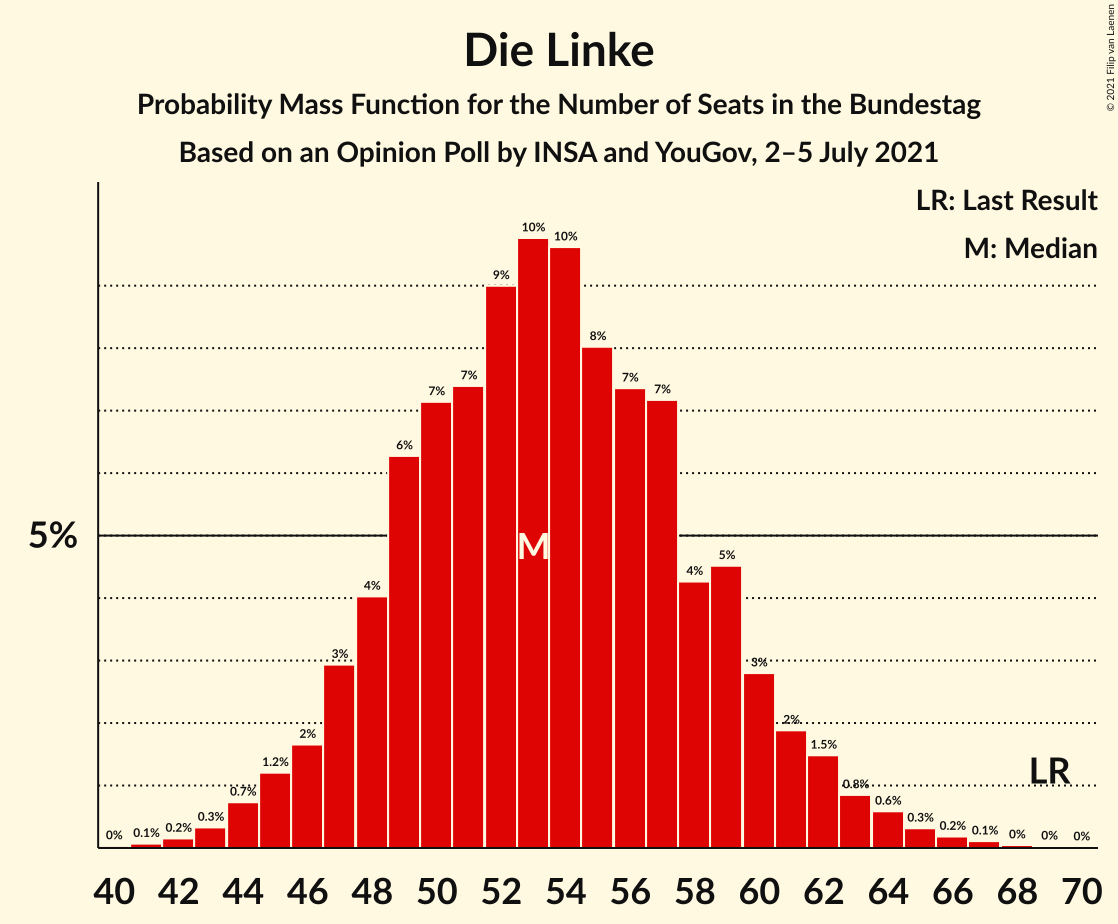 Die Linke
Probability Mass Function for the Number of Seats in the Bundestag
Based on an Opinion Poll by INSA and YouGov, 2–5 July 2021
© 2021 Filip van Laenen
LR: Last Result
M: Median
5%
0% 0.1% 0.2% 0.3% 0.7% 1.2% 2% 3% 4% 6% 7% 7% 9% 10% 10% 8% 7% 7% 4% 5% 3% 2% 1.5% 0.8% 0.6% 0.3% 0.2% 0.1% 0% 0% 0%
M
LR
40 42 44 46 48 50 52 54 56 58 60 62 64 66 68 70